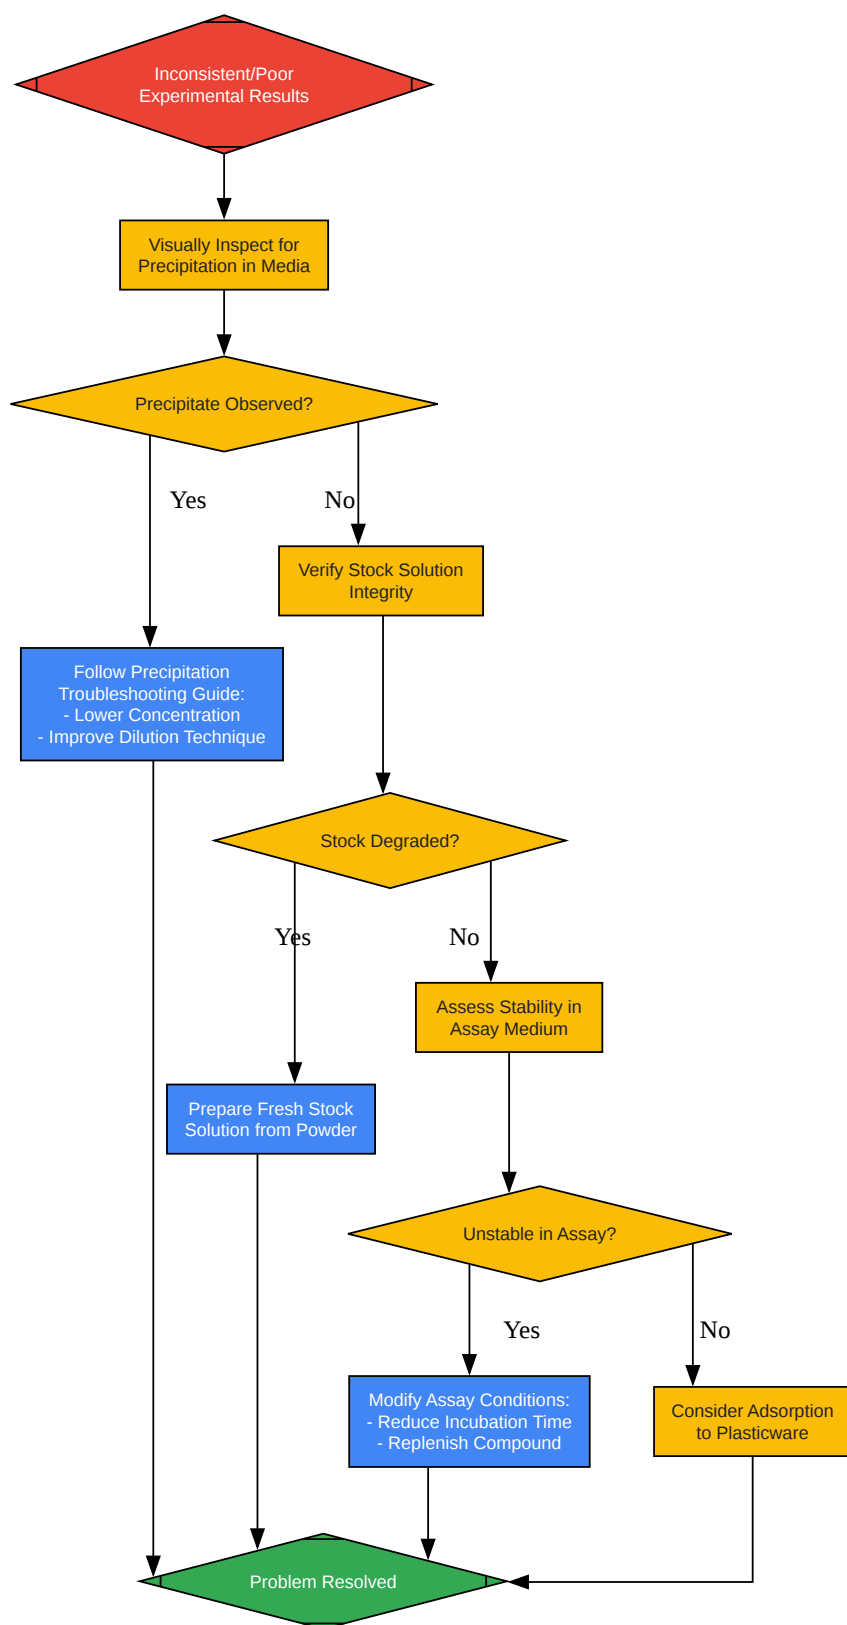 Inconsistent/Poor
Experimental Results
Visually Inspect for
Precipitation in Media
Precipitate Observed?
Yes
No
Verify Stock Solution
Integrity
Follow Precipitation
Troubleshooting Guide:
- Lower Concentration
- Improve Dilution Technique
Stock Degraded?
Yes
No
Assess Stability in
Assay Medium
Prepare Fresh Stock
Solution from Powder
Unstable in Assay?
Yes
No
Modify Assay Conditions:
- Reduce Incubation Time
- Replenish Compound
Consider Adsorption
to Plasticware
Problem Resolved